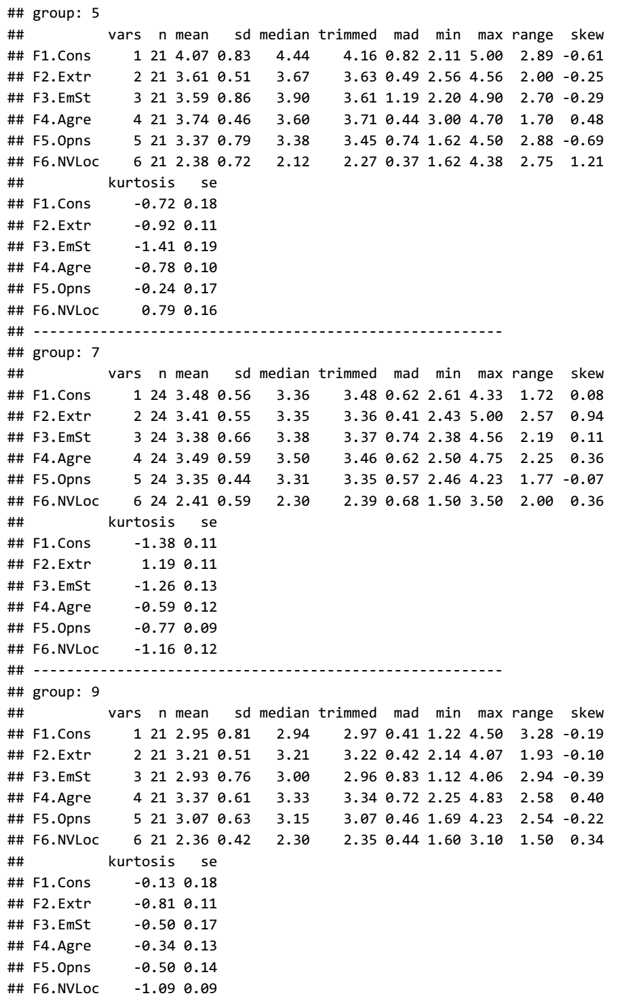 ## group: 5
##          vars  n mean   sd median trimmed  mad  min  max range  skew
## F1.Cons     1 21 4.07 0.83   4.44    4.16 0.82 2.11 5.00  2.89 -0.61
## F2.Extr     2 21 3.61 0.51   3.67    3.63 0.49 2.56 4.56  2.00 -0.25
## F3.EmSt     3 21 3.59 0.86   3.90    3.61 1.19 2.20 4.90  2.70 -0.29
## F4.Agre     4 21 3.74 0.46   3.60    3.71 0.44 3.00 4.70  1.70  0.48
## F5.Opns     5 21 3.37 0.79   3.38    3.45 0.74 1.62 4.50  2.88 -0.69
## F6.NVLoc    6 21 2.38 0.72   2.12    2.27 0.37 1.62 4.38  2.75  1.21
##          kurtosis   se
## F1.Cons     -0.72 0.18
## F2.Extr     -0.92 0.11
## F3.EmSt     -1.41 0.19
## F4.Agre     -0.78 0.10
## F5.Opns     -0.24 0.17
## F6.NVLoc     0.79 0.16
## --------------------------------------------------------
## group: 7
##          vars  n mean   sd median trimmed  mad  min  max range  skew
## F1.Cons     1 24 3.48 0.56   3.36    3.48 0.62 2.61 4.33  1.72  0.08
## F2.Extr     2 24 3.41 0.55   3.35    3.36 0.41 2.43 5.00  2.57  0.94
## F3.EmSt     3 24 3.38 0.66   3.38    3.37 0.74 2.38 4.56  2.19  0.11
## F4.Agre     4 24 3.49 0.59   3.50    3.46 0.62 2.50 4.75  2.25  0.36
## F5.Opns     5 24 3.35 0.44   3.31    3.35 0.57 2.46 4.23  1.77 -0.07
## F6.NVLoc    6 24 2.41 0.59   2.30    2.39 0.68 1.50 3.50  2.00  0.36
##          kurtosis   se
## F1.Cons     -1.38 0.11
## F2.Extr      1.19 0.11
## F3.EmSt     -1.26 0.13
## F4.Agre     -0.59 0.12
## F5.Opns     -0.77 0.09
## F6.NVLoc    -1.16 0.12
## --------------------------------------------------------
## group: 9
##          vars  n mean   sd median trimmed  mad  min  max range  skew
## F1.Cons     1 21 2.95 0.81   2.94    2.97 0.41 1.22 4.50  3.28 -0.19
## F2.Extr     2 21 3.21 0.51   3.21    3.22 0.42 2.14 4.07  1.93 -0.10
## F3.EmSt     3 21 2.93 0.76   3.00    2.96 0.83 1.12 4.06  2.94 -0.39
## F4.Agre     4 21 3.37 0.61   3.33    3.34 0.72 2.25 4.83  2.58  0.40
## F5.Opns     5 21 3.07 0.63   3.15    3.07 0.46 1.69 4.23  2.54 -0.22
## F6.NVLoc    6 21 2.36 0.42   2.30    2.35 0.44 1.60 3.10  1.50  0.34
##          kurtosis   se
## F1.Cons     -0.13 0.18
## F2.Extr     -0.81 0.11
## F3.EmSt     -0.50 0.17
## F4.Agre     -0.34 0.13
## F5.Opns     -0.50 0.14
## F6.NVLoc    -1.09 0.09